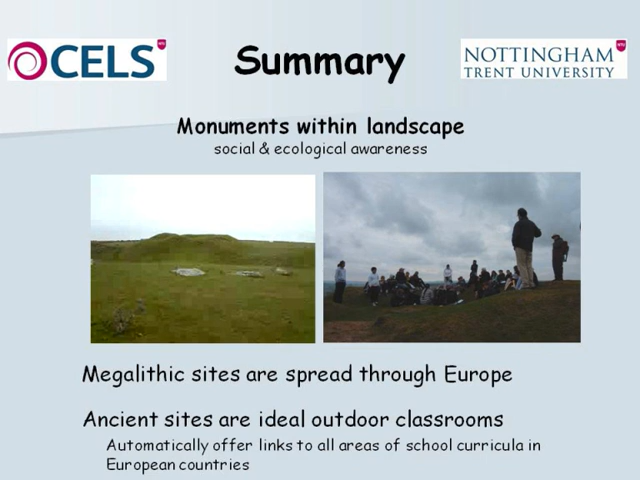 CELS
Summary
NOTTINGHAM
TRENT UNIVERSITY
Monuments within landscape
social & ecological awareness
Megalithic sites are spread through Europe
Ancient sites are ideal outdoor classrooms
Automatically offer links to all areas of school curricula in
European countries